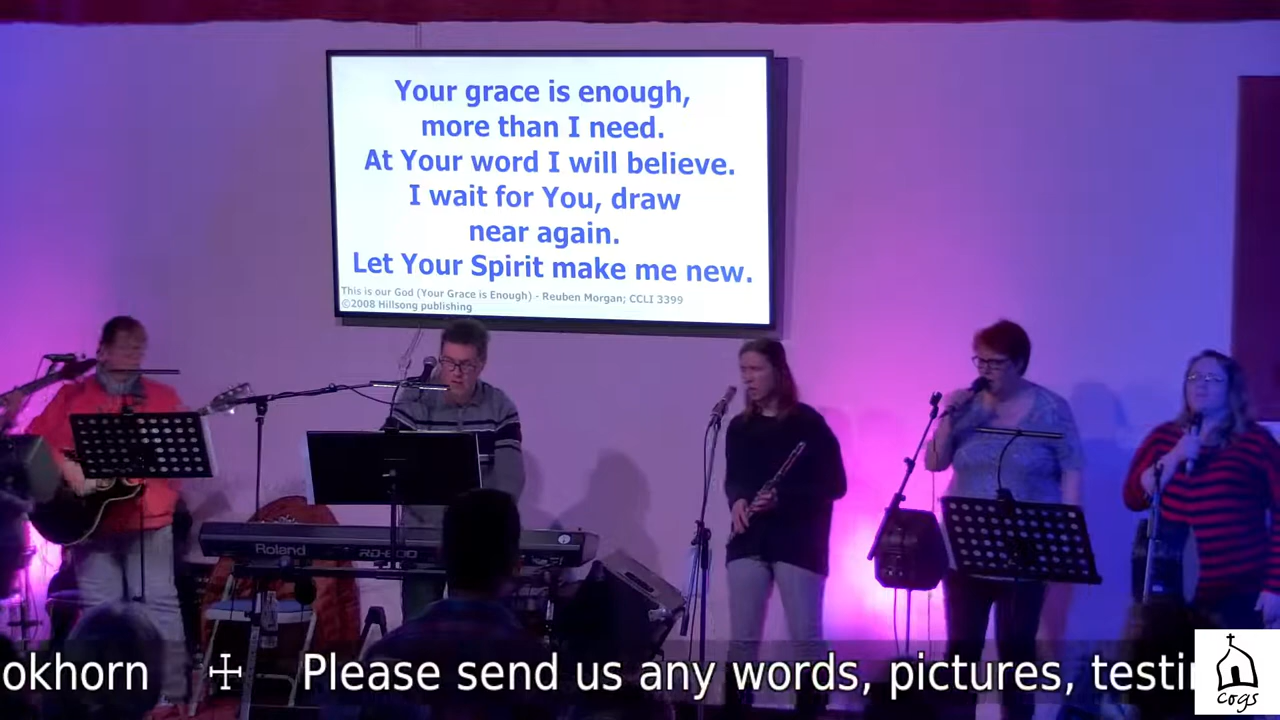 Your grace is enough,
more than I need.
At Your word I will believe.
I wait for You, draw
near again.
Let Your Spirit make me new.
This is our God (Your Grace is Enough) - Reuben Morgan; CCLI 3399
©2008 Hillsong publishing
Roland RD-600
okhorn ☩ Please send us any words, pictures, testi
cogs